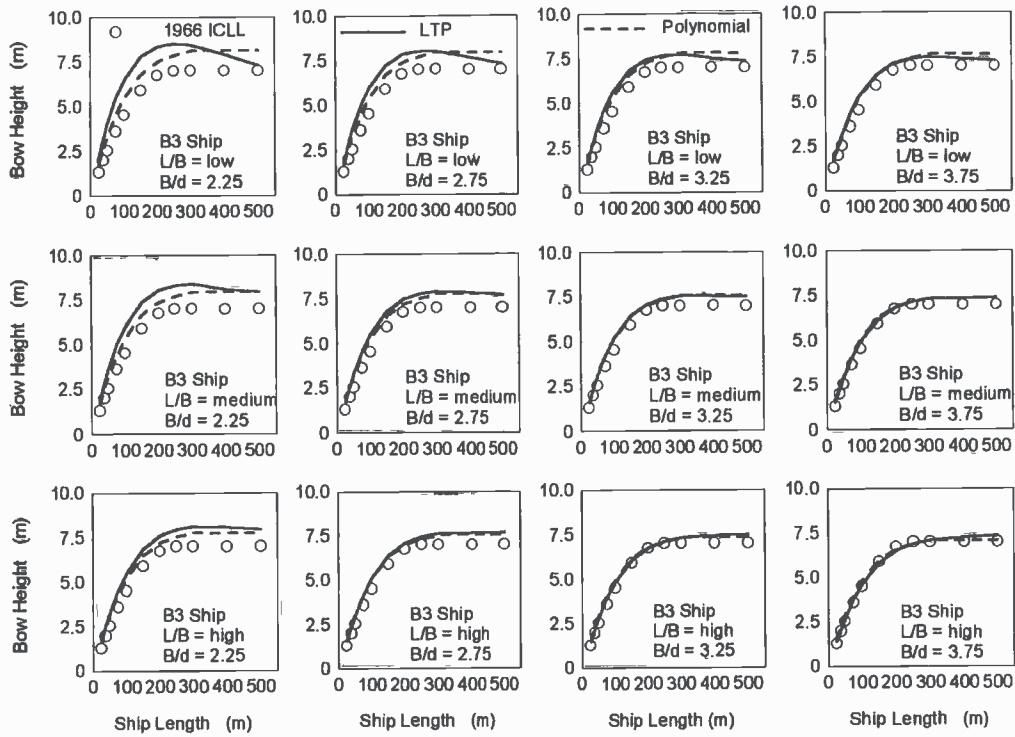 1966 ICLL
LTP
Polynomial
Bow Height (m)
10.0
7.5
5.0
2.5
0
B3 Ship
L/B = low
B/d = 2.25
0 100 200 300 500
10.0
7.5
5.0
2.5
0
B3 Ship
L/B = low
B/d = 2.75
0 100 200 300 500
10.0
7.5
5.0
2.5
0
B3 Ship
L/B = low
B/d = 3.25
0 100 200 300 500
10.0
7.5
5.0
2.5
0
B3 Ship
L/B = low
B/d = 3.75
0 100 200 300 500
Bow Height (m)
10.0
7.5
5.0
2.5
0
B3 Ship
L/B = medium
B/d = 2.25
0 100 200 300 500
10.0
7.5
5.0
2.5
0
B3 Ship
L/B = medium
B/d = 2.75
0 100 200 300 500
10.0
7.5
5.0
2.5
0
B3 Ship
L/B = medium
B/d = 3.25
0 100 200 300 500
10.0
7.5
5.0
2.5
0
B3 Ship
L/B = medium
B/d = 3.75
0 100 200 300 500
Bow Height (m)
10.0
7.5
5.0
2.5
0
B3 Ship
L/B = high
B/d = 2.25
0 100 200 300 500
Ship Length (m)
10.0
7.5
5.0
2.5
0
B3 Ship
L/B = high
B/d = 2.75
0 100 200 300 500
Ship Length (m)
10.0
7.5
5.0
2.5
0
B3 Ship
L/B = high
B/d = 3.25
0 100 200 300 500
Ship Length (m)
10.0
7.5
5.0
2.5
0
B3 Ship
L/B = high
B/d = 3.75
0 100 200 300 500
Ship Length (m)